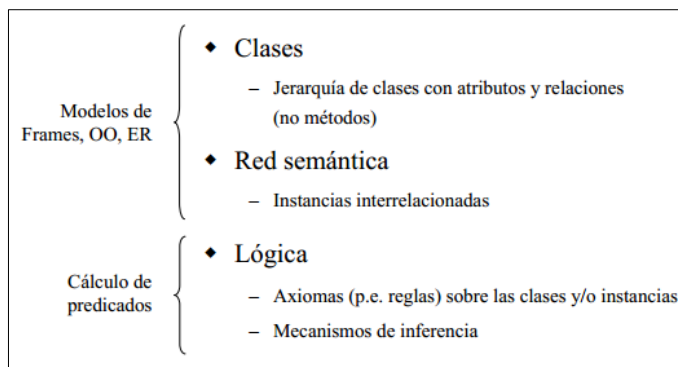 Modelos de
Frames, OO, ER
◆ Clases
– Jerarquía de clases con atributos y relaciones
(no métodos)
◆ Red semántica
– Instancias interrelacionadas
Cálculo de
predicados
◆ Lógica
– Axiomas (p.e. reglas) sobre las clases y/o instancias
– Mecanismos de inferencia